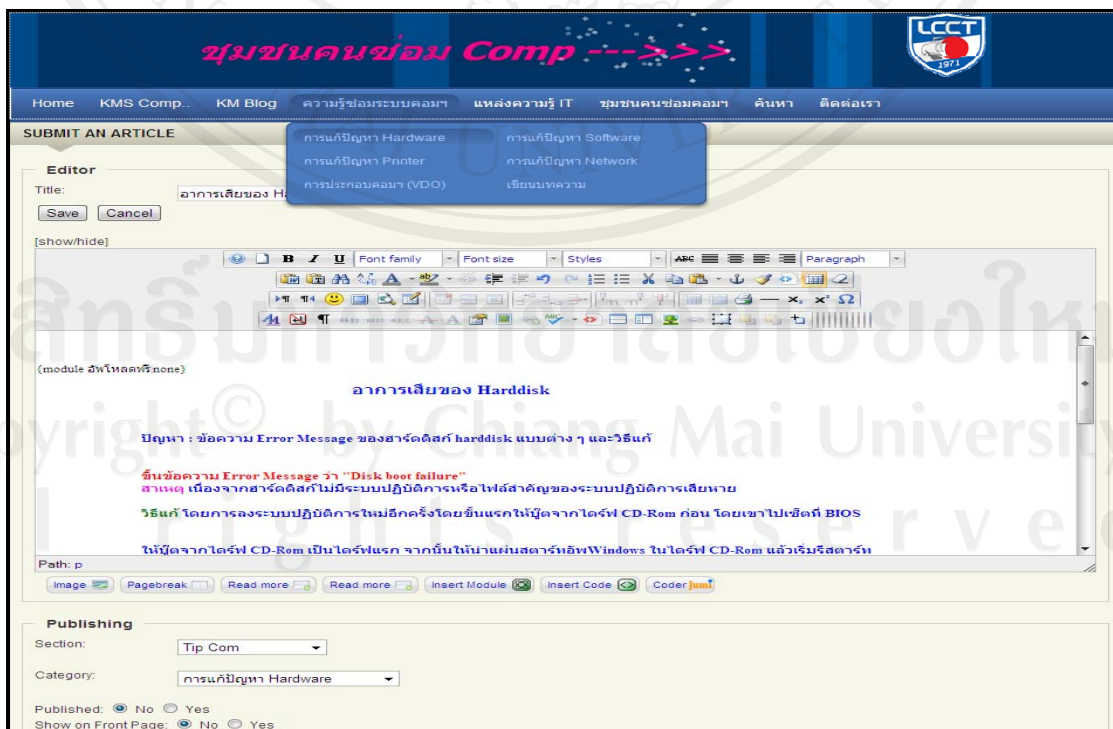 ชุมชนคนซ่อม Comp --->>>
LCCT
1971
Home KMS Comp.. KM Blog ความรู้ซ่อมระบบคอมฯ แหล่งความรู้ IT ชุมชนคนซ่อมคอมฯ ค้นหา ติดต่อเรา
SUBMIT AN ARTICLE
การแก้ปัญหา Hardware การแก้ปัญหา Software
การแก้ปัญหา Printer การแก้ปัญหา Network
การประกอบคอมฯ (VDO) เขียนบทความ
Editor
Title: อาการเสียของ
Save Cancel
[show/hide]
B I U Font family Font size Styles ABC Paragraph
{module อัพโหลดฟรี:none}
อาการเสียของ Harddisk
ปัญหา : ข้อความ Error Message ของฮาร์ดดิสก์ harddisk แบบต่าง ๆ และวิธีแก้
ขึ้นข้อความ Error Message ว่า "Disk boot failure"
สาเหตุ เนื่องจากฮาร์ดดิสก์ไม่มีระบบปฏิบัติการหรือไฟล์สำคัญของระบบปฏิบัติการเสียหาย
วิธีแก้ โดยการลงระบบปฏิบัติการใหม่อีกครั้งโดยขั้นแรกให้บู๊ตจากไดร์ฟ CD-Rom ก่อน โดยเขาไปเซ็ตที่ BIOS
ให้บู๊ตจากไดร์ฟ CD-Rom เป็นไดร์ฟแรก จากนั้นให้นำแผ่นสตาร์ทอัพWindows ในไดร์ฟ CD-Rom แล้วเริ่มรีสตาร์ท
Path: p
Image Pagebreak Read more Read more Insert Module Insert Code Coder Jumi
Publishing
Section: Tip Com
Category: การแก้ปัญหา Hardware
Published: No Yes
Show on Front Page: No Yes